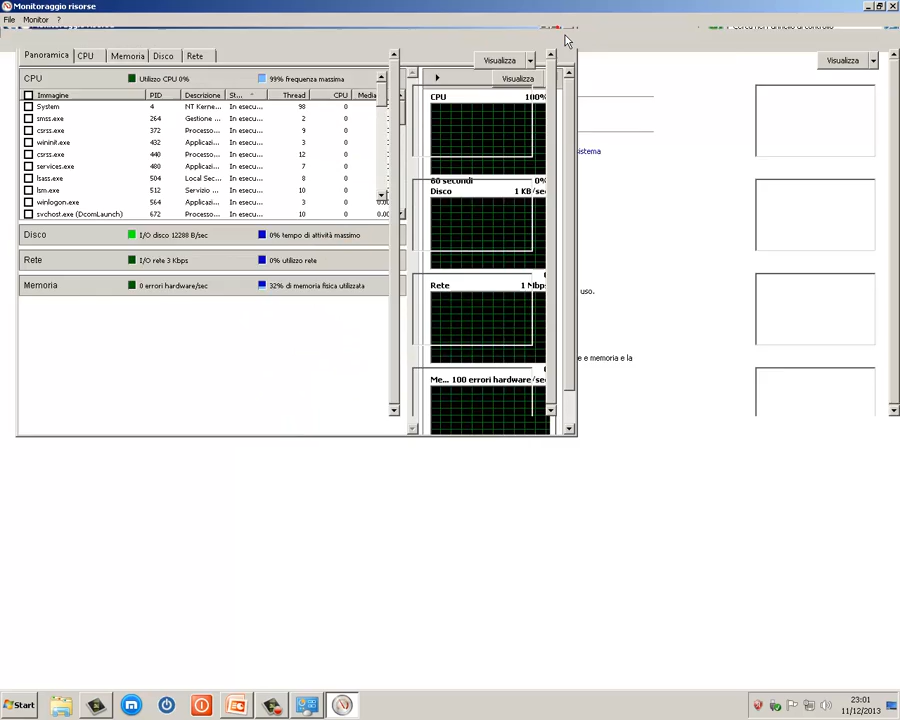 Monitoraggio risorse
File Monitor ?
Panoramica CPU Memoria Disco Rete
Visualizza
Visualizza
Visualizza
CPU Utilizzo CPU 0% 99% frequenza massima
Immagine PID Descrizione St... Thread CPU Media
System 4 NT Kerne... In esecu... 98 0
smss.exe 264 Gestione ... In esecu... 2 0
csrss.exe 372 Processo... In esecu... 9 0
wininit.exe 432 Applicazi... In esecu... 3 0
csrss.exe 440 Processo... In esecu... 12 0
services.exe 480 Applicazi... In esecu... 7 0
lsass.exe 504 Local Sec... In esecu... 8 0
lsm.exe 512 Servizio ... In esecu... 10 0
winlogon.exe 564 Applicazi... In esecu... 3 0
svchost.exe (DcomLaunch) 672 Processo... In esecu... 10 0 0.00
Disco I/O disco 12288 B/sec 0% tempo di attività massimo
Rete I/O rete 3 Kbps 0% utilizzo rete
Memoria 0 errori hardware/sec 32% di memoria fisica utilizzata
CPU 100%
60 secondi 0%
Disco 1 KB/sec
Rete 1 Mbps
Me... 100 errori hardware/sec
sistema
uso.
e e memoria e la
Start
23:01
11/12/2013